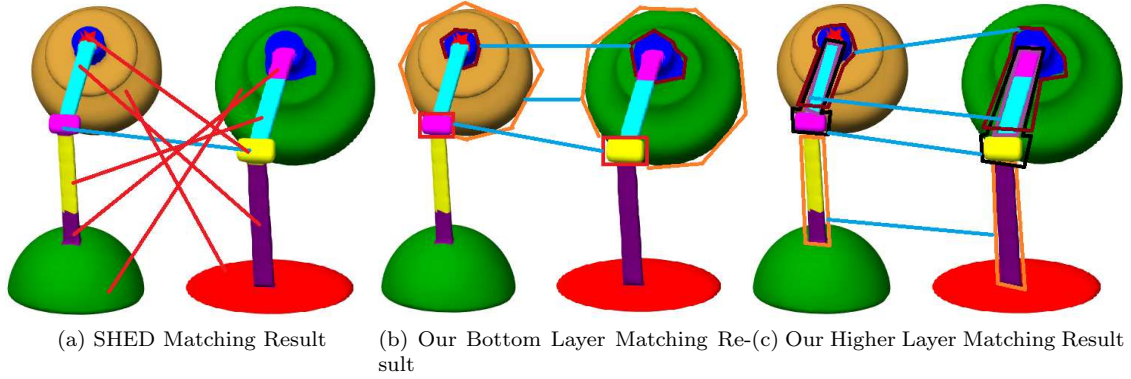 (a) SHED Matching Result
(b) Our Bottom Layer Matching Re-
sult
(c) Our Higher Layer Matching Result